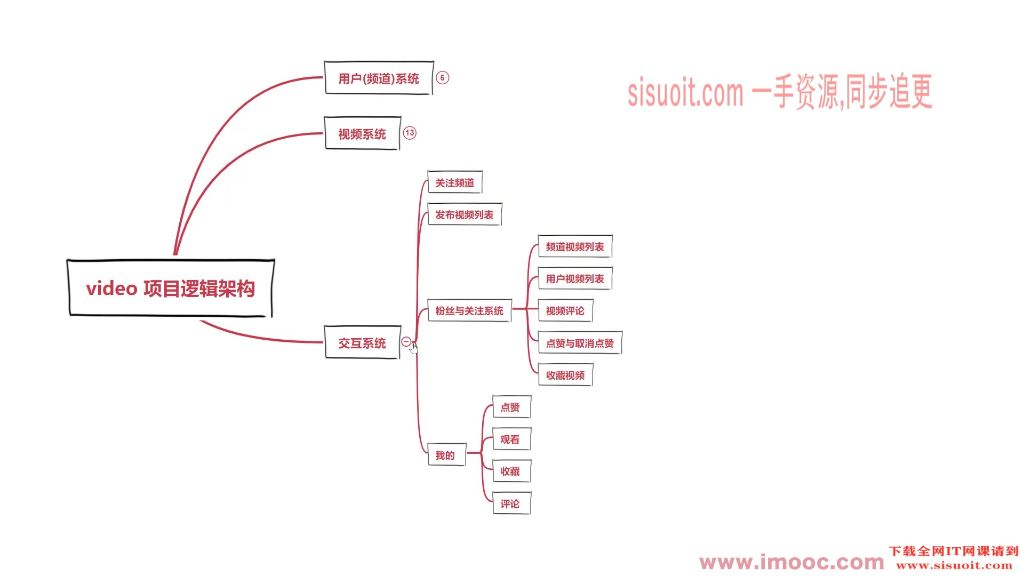 用户(频道)系统
6
sisuoit.com 一手资源,同步追更
视频系统
13
关注频道
发布视频列表
频道视频列表
用户视频列表
video 项目逻辑架构
粉丝与关注系统
视频评论
交互系统
点赞与取消点赞
收藏视频
点赞
观看
我的
收藏
评论
下载全网IT网课请到
www.imooc.com
www.sisuoit.com